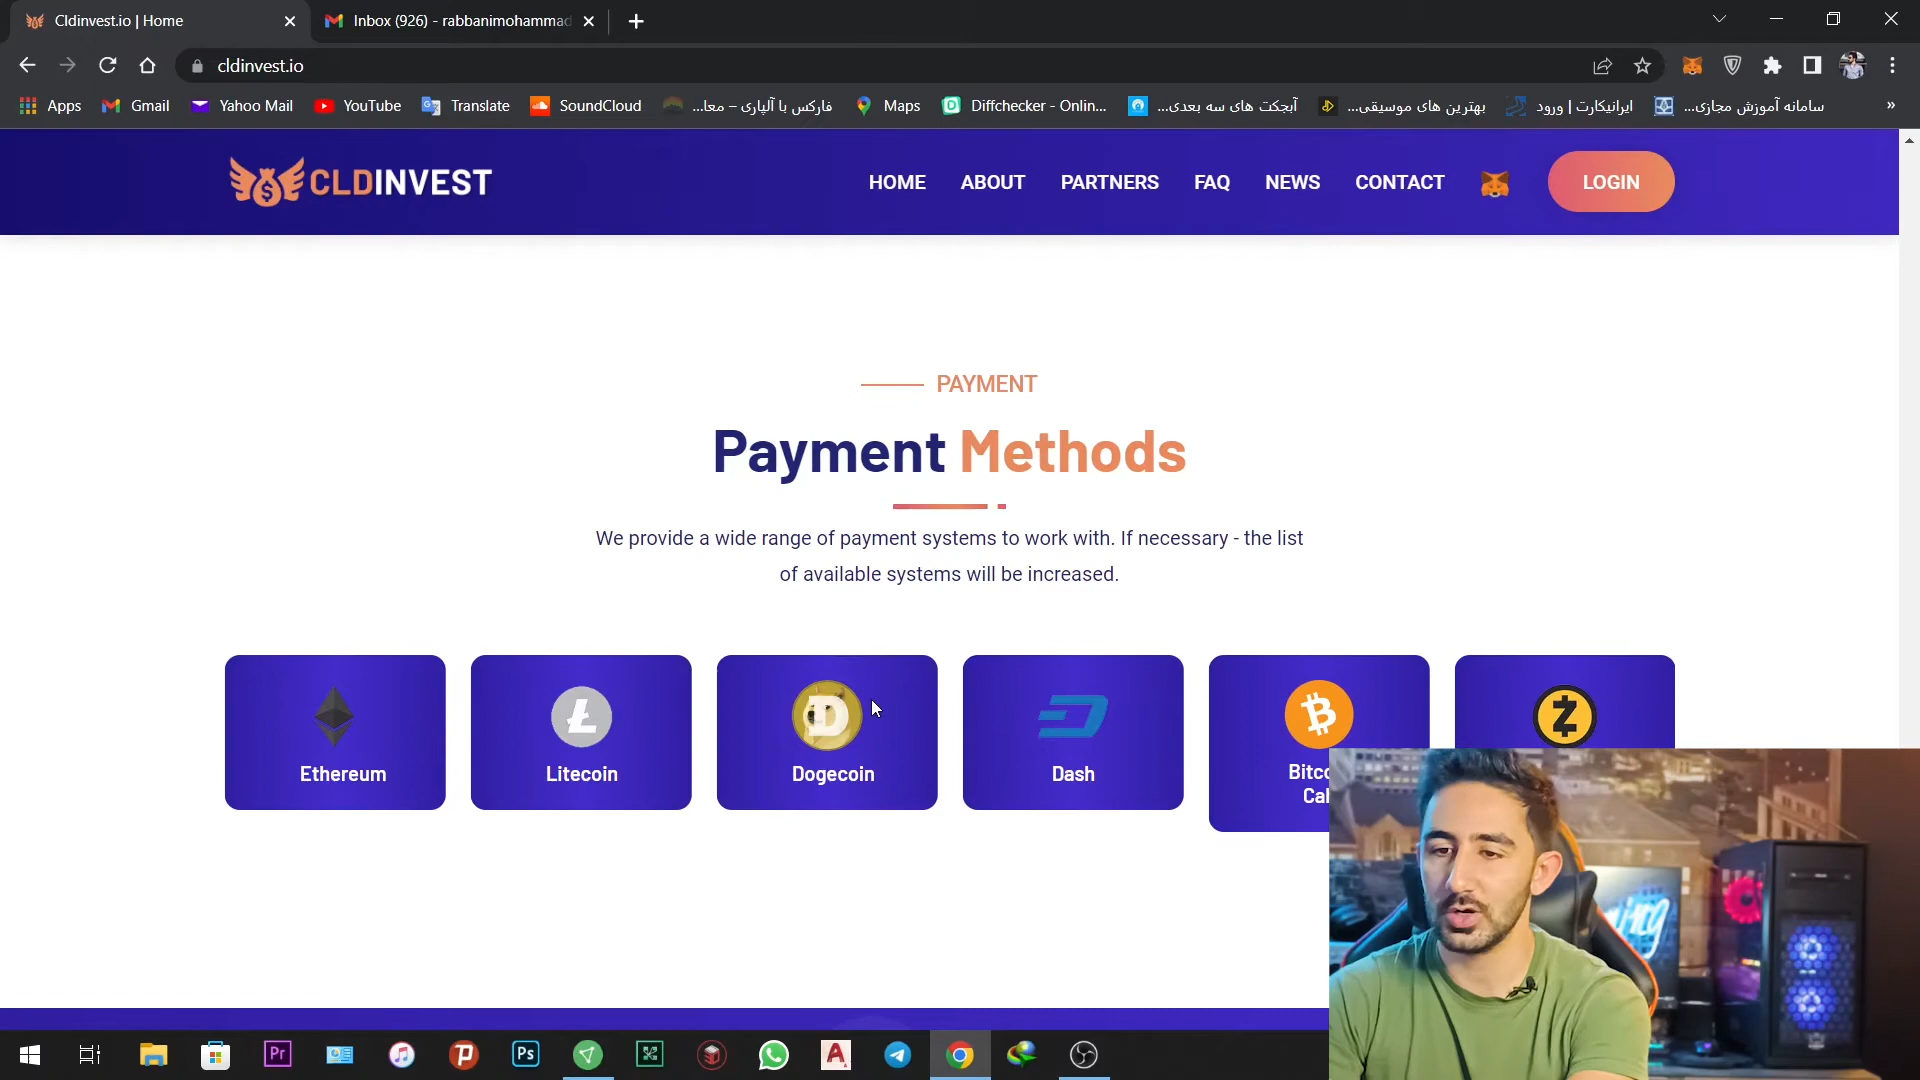 Cldinvest.io | Home
Inbox (926) - rabbanimohammad
cldinvest.io
Apps
Gmail
Yahoo Mail
YouTube
Translate
SoundCloud
فارکس با آلپاری – معا...
Maps
Diffchecker - Onlin...
آبجکت های سه بعدی...
بهترین های موسیقی...
ایرانیکارت | ورود
سامانه آموزش مجازی...
CLDINVEST
HOME
ABOUT
PARTNERS
FAQ
NEWS
CONTACT
LOGIN
PAYMENT
Payment Methods
We provide a wide range of payment systems to work with. If necessary - the list
of available systems will be increased.
Ethereum
Litecoin
Dogecoin
Dash